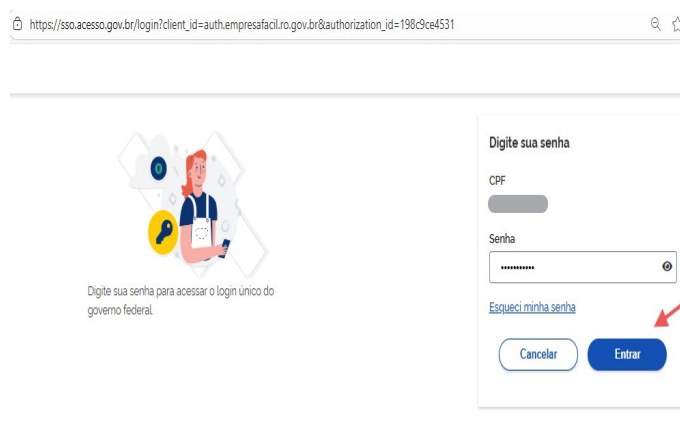 https://sso.acesso.gov.br/login?client_id=auth.empresafacil.ro.gov.br&authorization_id=198c9ce4531
Digite sua senha
CPF
Senha
•••••••••••
Digite sua senha para acessar o login único do
governo federal.
Esqueci minha senha
Cancelar
Entrar